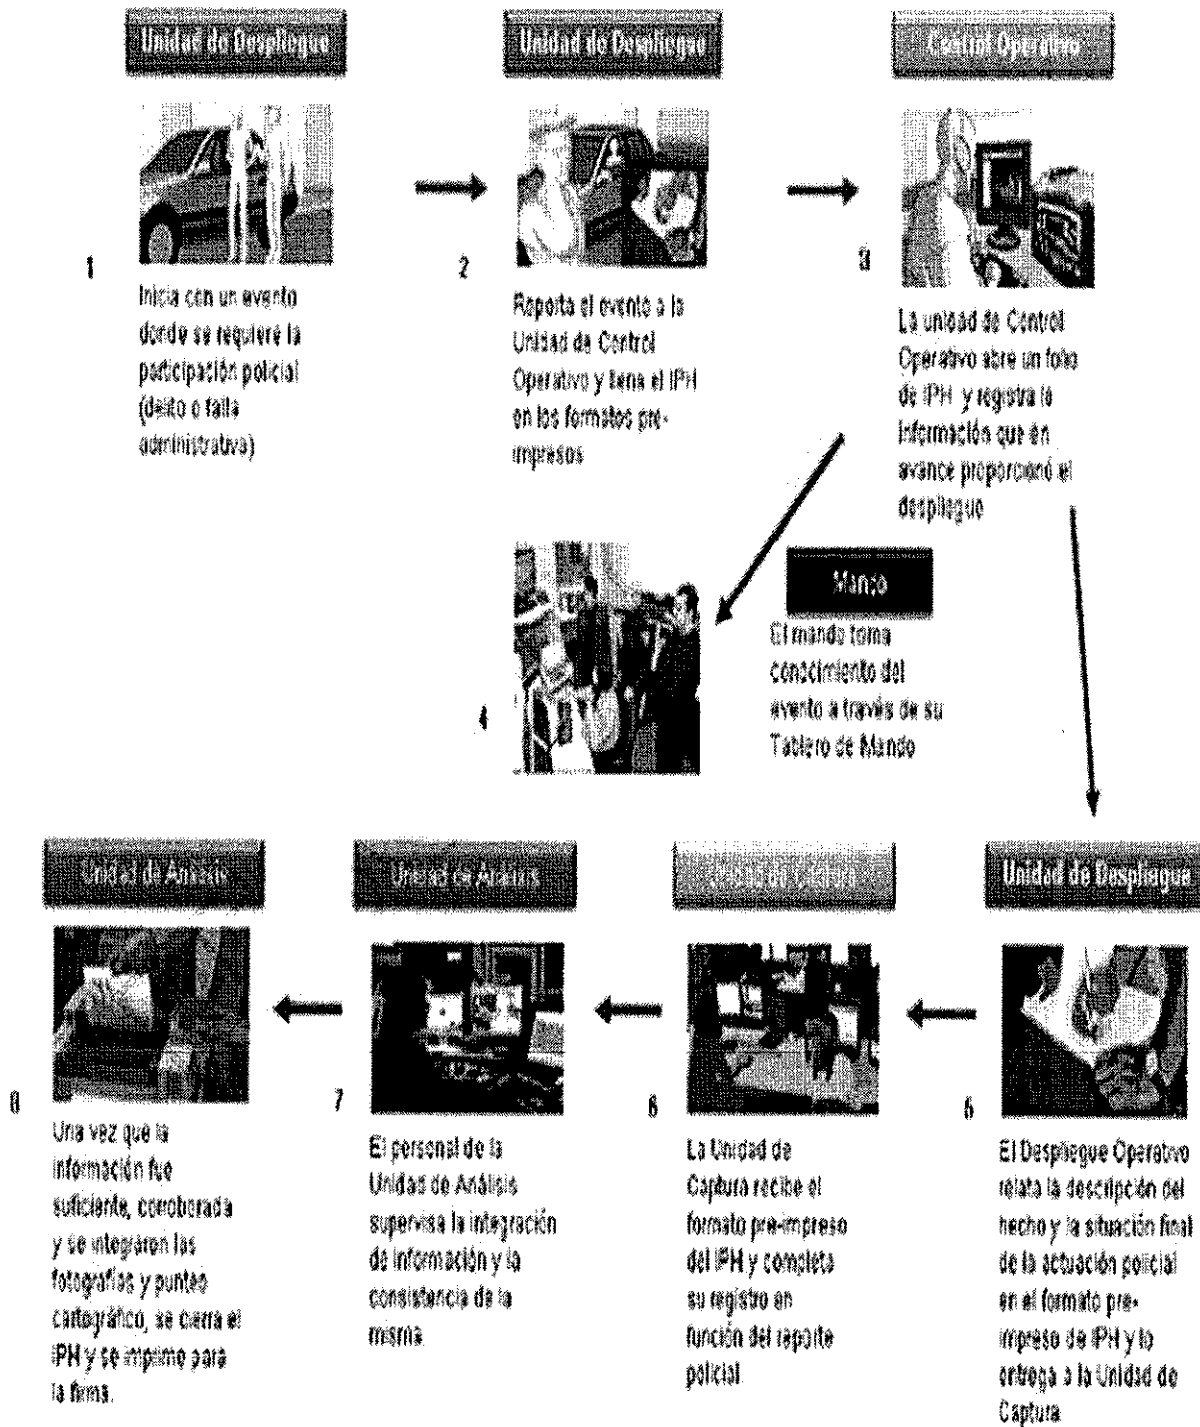 Unidad de Despliegue
1
Inicia con un evento
donde se requiere la
participación policial
(delito o falla
administrativa)
Unidad de Despliegue
2
Reporta el evento a la
Unidad de Control
Operativo y llena el IPH
en los formatos pre-
impresos
Control Operativo
3
La unidad de Control
Operativo abre un folio
de IPH y registra la
información que en
avance proporcionó el
despliegue
4
Mando
El mando toma
conocimiento del
evento a través de su
Tablero de Mando
Unidad de Despliegue
5
El Despliegue Operativo
relata la descripción del
hecho y la situación final
de la actuación policial
en el formato pre-
impreso de IPH y lo
entrega a la Unidad de
Captura
Unidad de Captura
6
La Unidad de
Captura recibe el
formato pre-impreso
del IPH y completa
su registro en
función del reporte
policial.
Unidad de Análisis
7
El personal de la
Unidad de Análisis
supervisa la integración
de información y la
consistencia de la
misma.
Unidad de Análisis
8
Una vez que la
información fue
suficiente, corroborada
y se integraron las
fotografías y punteo
cartográfico, se cierra el
IPH y se imprime para
la firma.